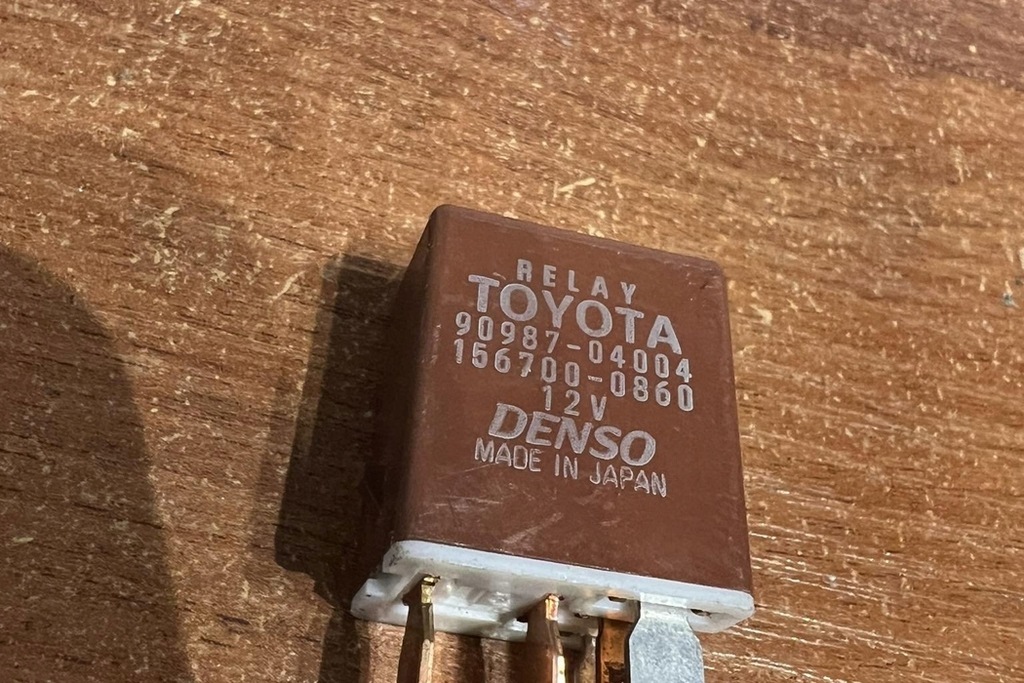 RELAY
TOYOTA
90987-04004
156700-0860
12V
DENSO
MADE IN JAPAN